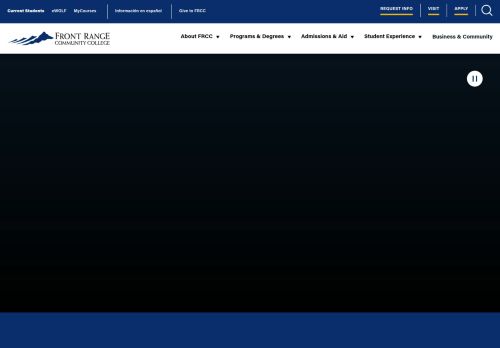 Current Students eWOLF MyCourses Información en español Give to FRCC REQUEST INFO VISIT APPLY
FRONT RANGE
COMMUNITY COLLEGE
About FRCC Programs & Degrees Admissions & Aid Student Experience Business & Community